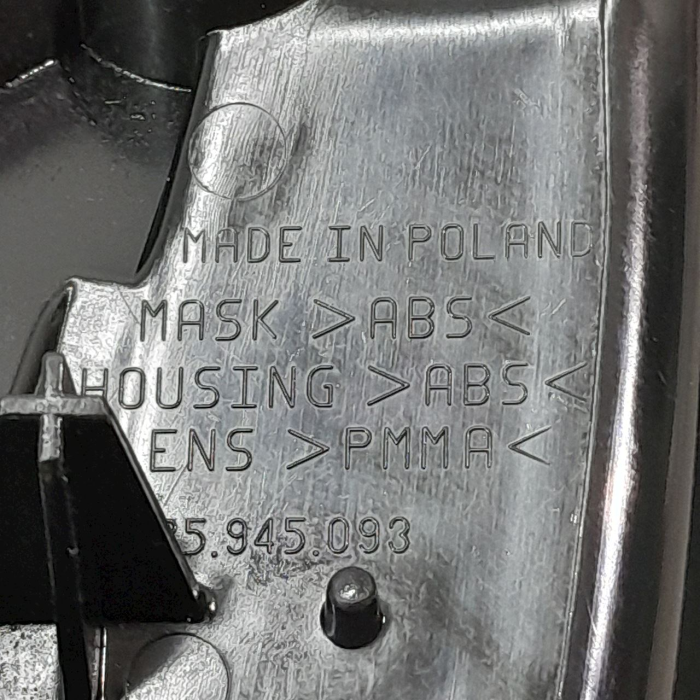 MADE IN POLAND
MASK >ABS<
HOUSING >ABS<
ENS >PMMA<
5.945.093